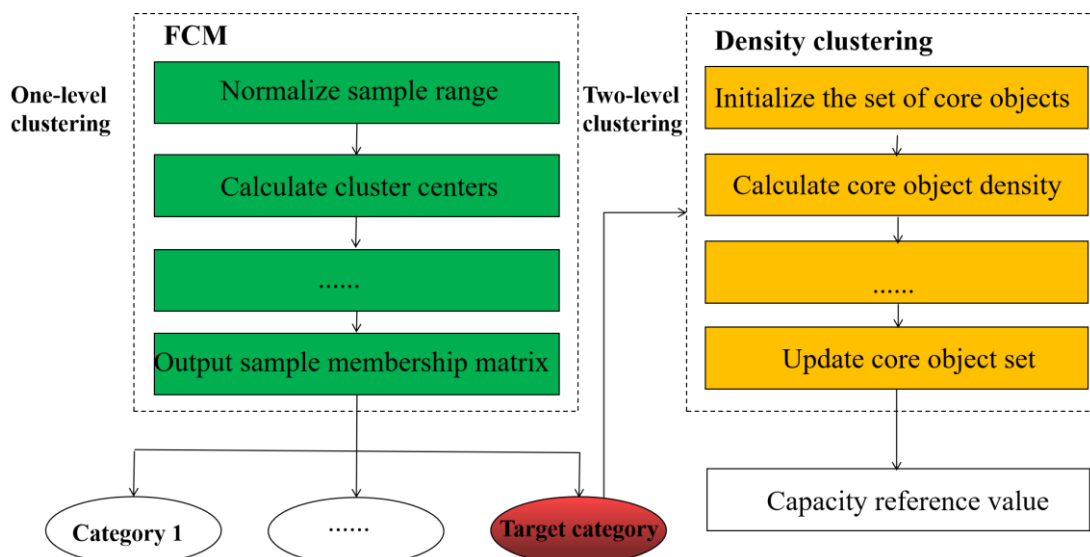 FCM
One-level
clustering
Normalize sample range
Calculate cluster centers
......
Output sample membership matrix
Category 1
......
Target category
Two-level
clustering
Density clustering
Initialize the set of core objects
Calculate core object density
......
Update core object set
Capacity reference value